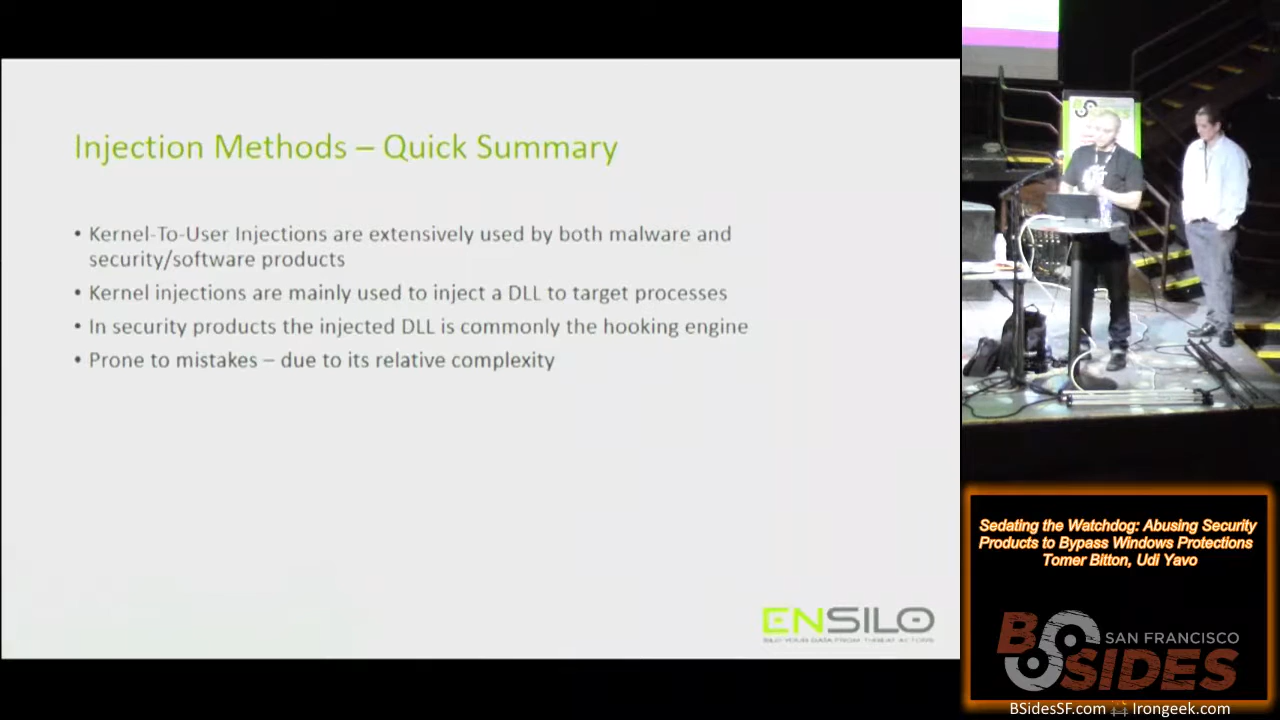 Injection Methods – Quick Summary
• Kernel-To-User Injections are extensively used by both malware and
security/software products
• Kernel injections are mainly used to inject a DLL to target processes
• In security products the injected DLL is commonly the hooking engine
• Prone to mistakes – due to its relative complexity
ENSILO
BSIDES
Sedating the Watchdog: Abusing Security
Products to Bypass Windows Protections
Tomer Bitton, Udi Yavo
BSIDES
SAN FRANCISCO
BSidesSF.com Irongeek.com